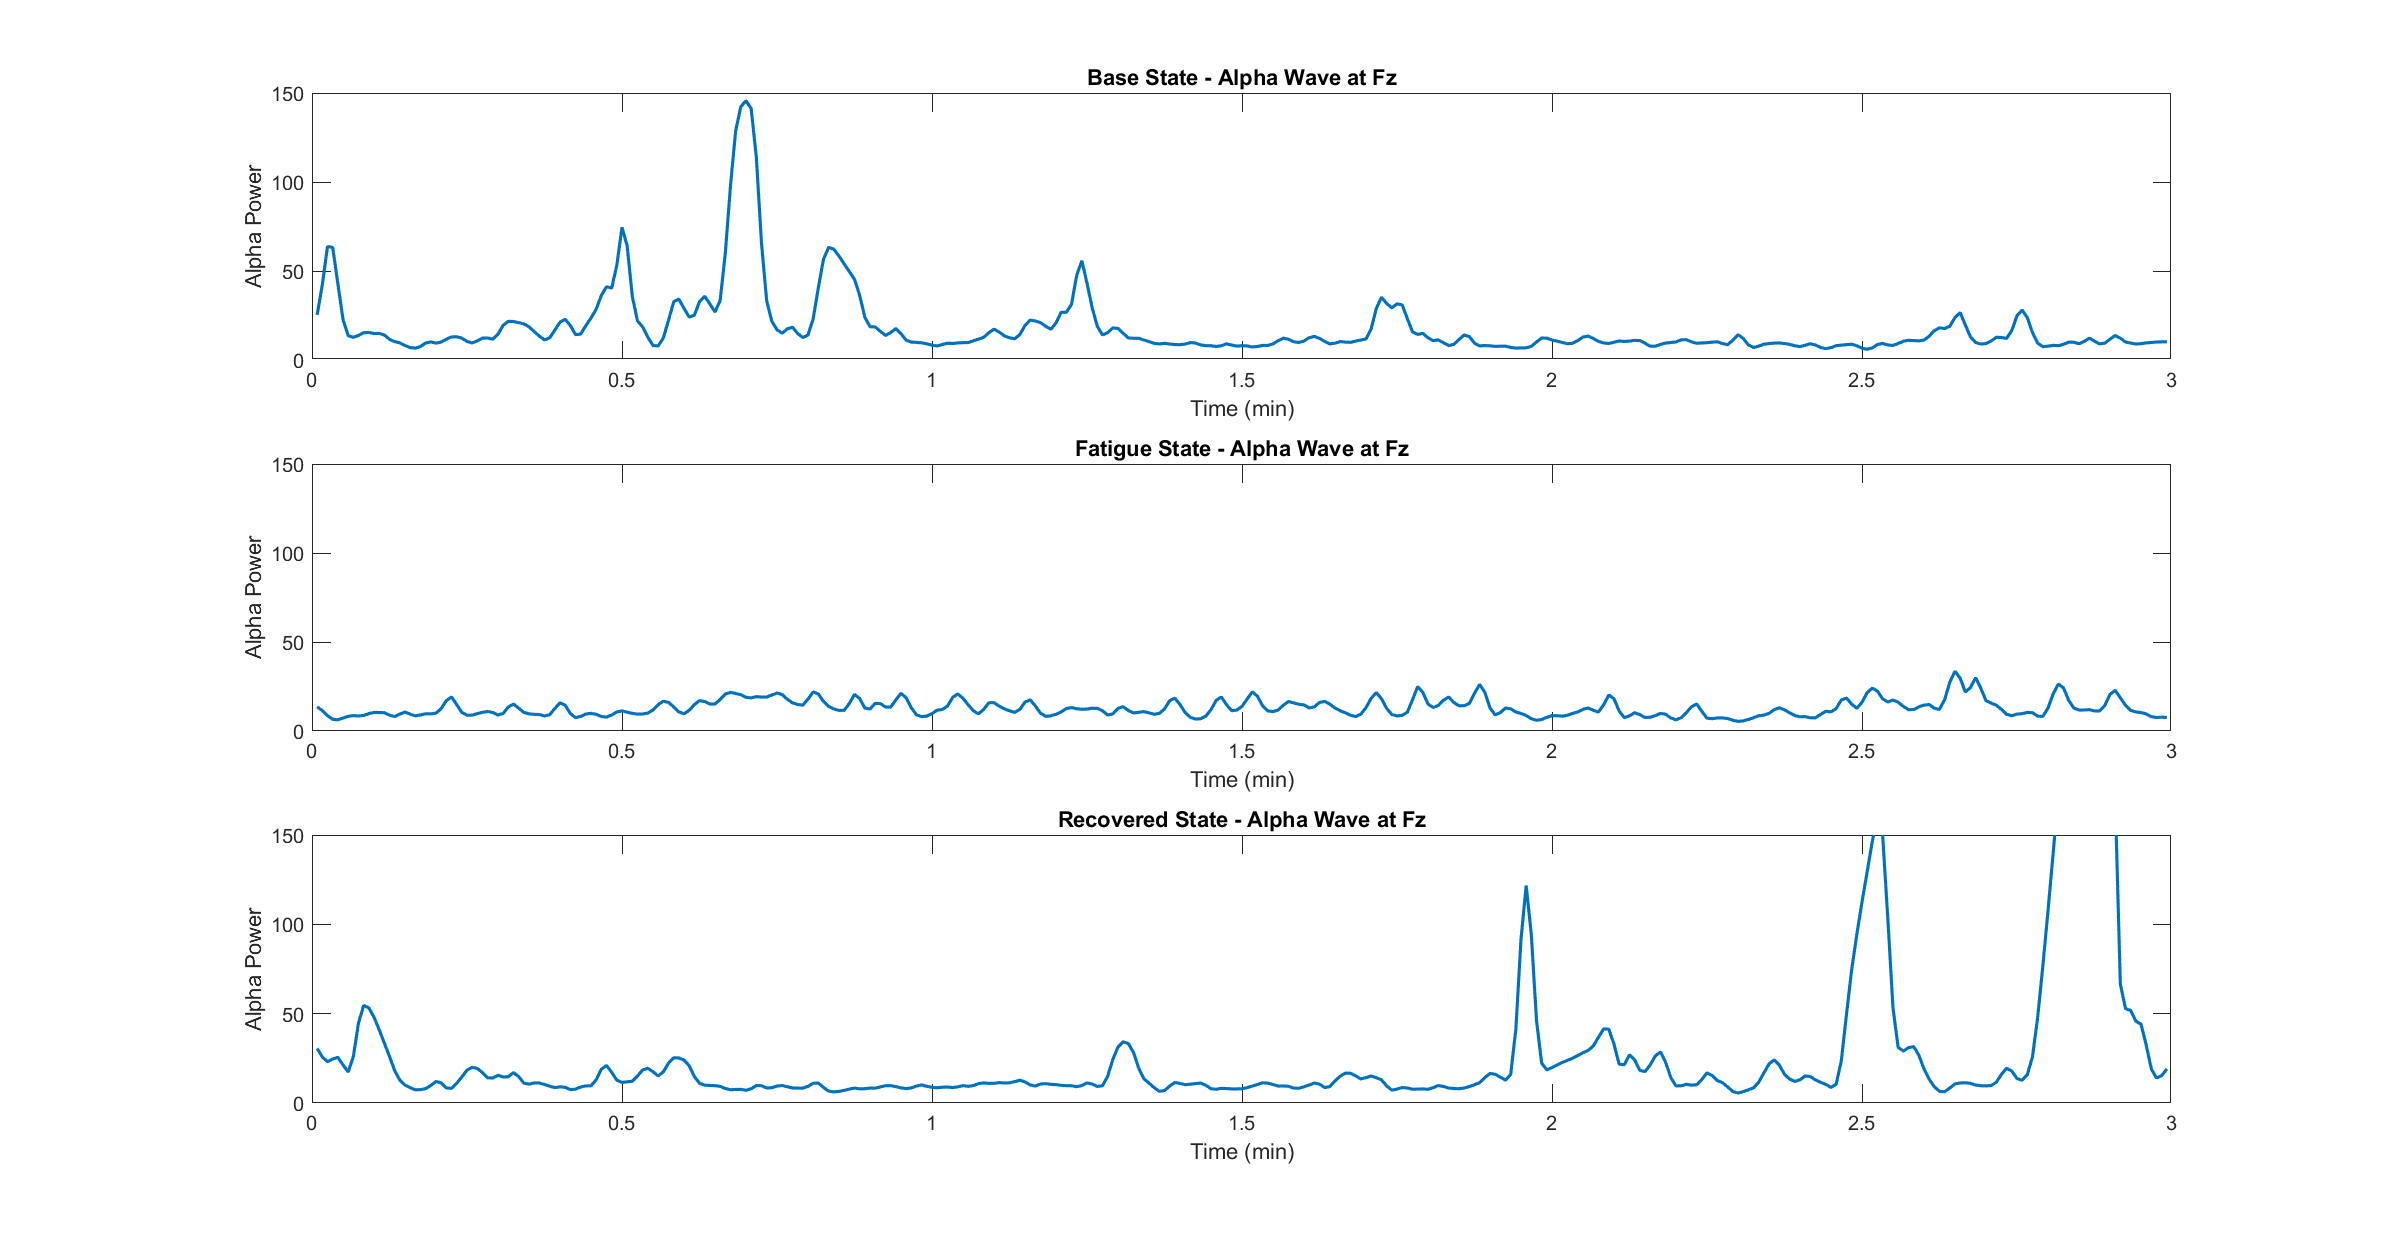 Base State - Alpha Wave at Fz
150
100
50
0
Alpha Power
0 0.5 1 1.5 2 2.5 3
Time (min)
Fatigue State - Alpha Wave at Fz
150
100
50
0
Alpha Power
0 0.5 1 1.5 2 2.5 3
Time (min)
Recovered State - Alpha Wave at Fz
150
100
50
0
Alpha Power
0 0.5 1 1.5 2 2.5 3
Time (min)